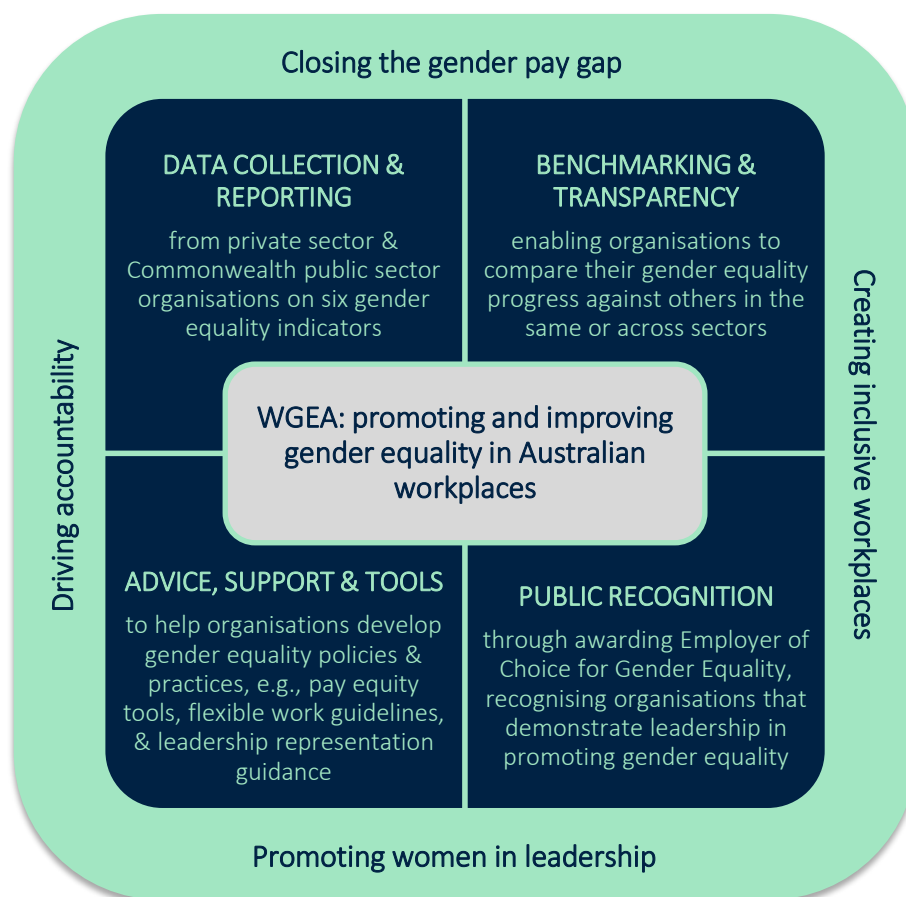 Closing the gender pay gap
DATA COLLECTION &
REPORTING
from private sector &
Commonwealth public sector
organisations on six gender
equality indicators
BENCHMARKING &
TRANSPARENCY
enabling organisations to
compare their gender equality
progress against others in the
same or across sectors
Driving accountability
WGEA: promoting and improving
gender equality in Australian
workplaces
Creating inclusive workplaces
ADVICE, SUPPORT & TOOLS
to help organisations develop
gender equality policies &
practices, e.g., pay equity
tools, flexible work guidelines,
& leadership representation
guidance
PUBLIC RECOGNITION
through awarding Employer of
Choice for Gender Equality,
recognising organisations that
demonstrate leadership in
promoting gender equality
Promoting women in leadership